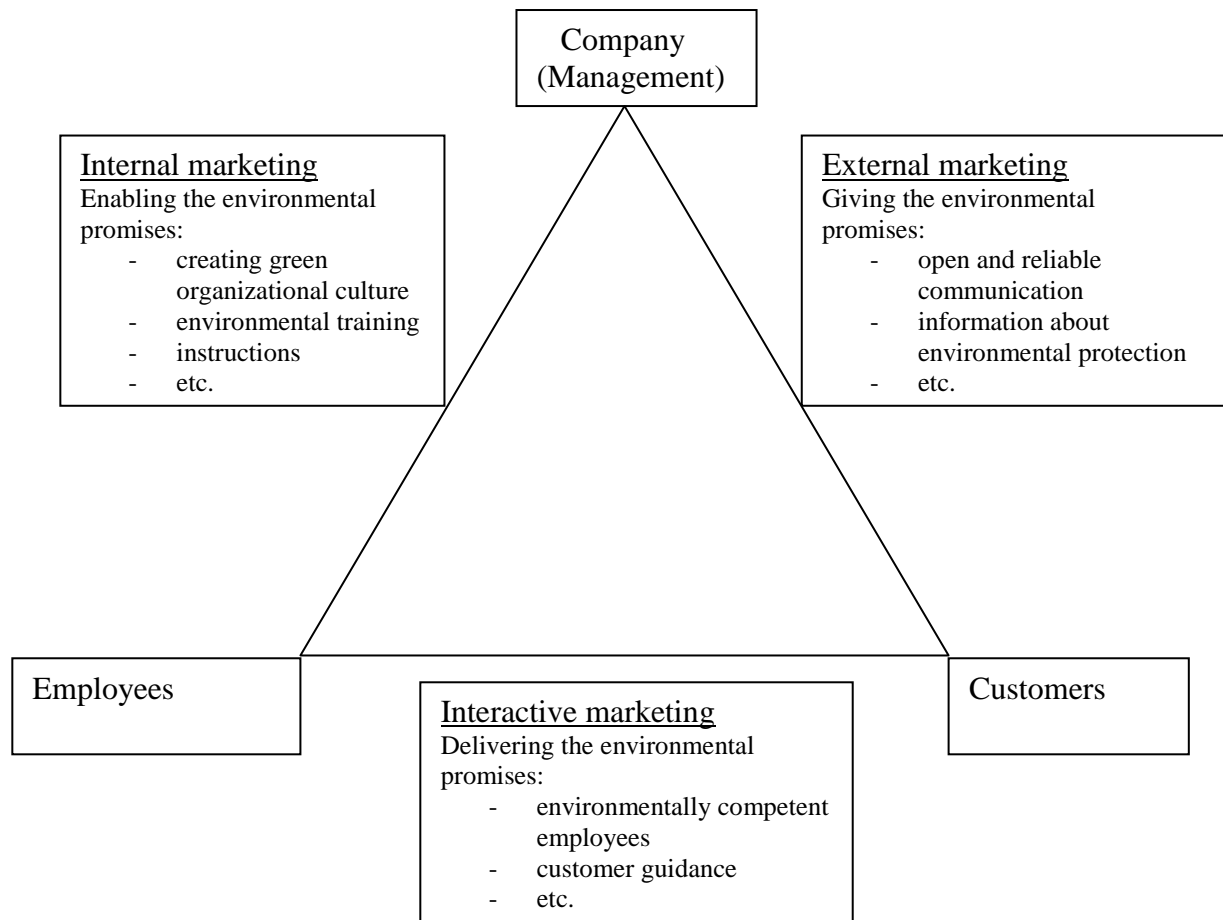 Company
(Management)
Internal marketing
Enabling the environmental
promises:
- creating green
organizational culture
- environmental training
- instructions
- etc.
External marketing
Giving the environmental
promises:
- open and reliable
communication
- information about
environmental protection
- etc.
Employees
Customers
Interactive marketing
Delivering the environmental
promises:
- environmentally competent
employees
- customer guidance
- etc.